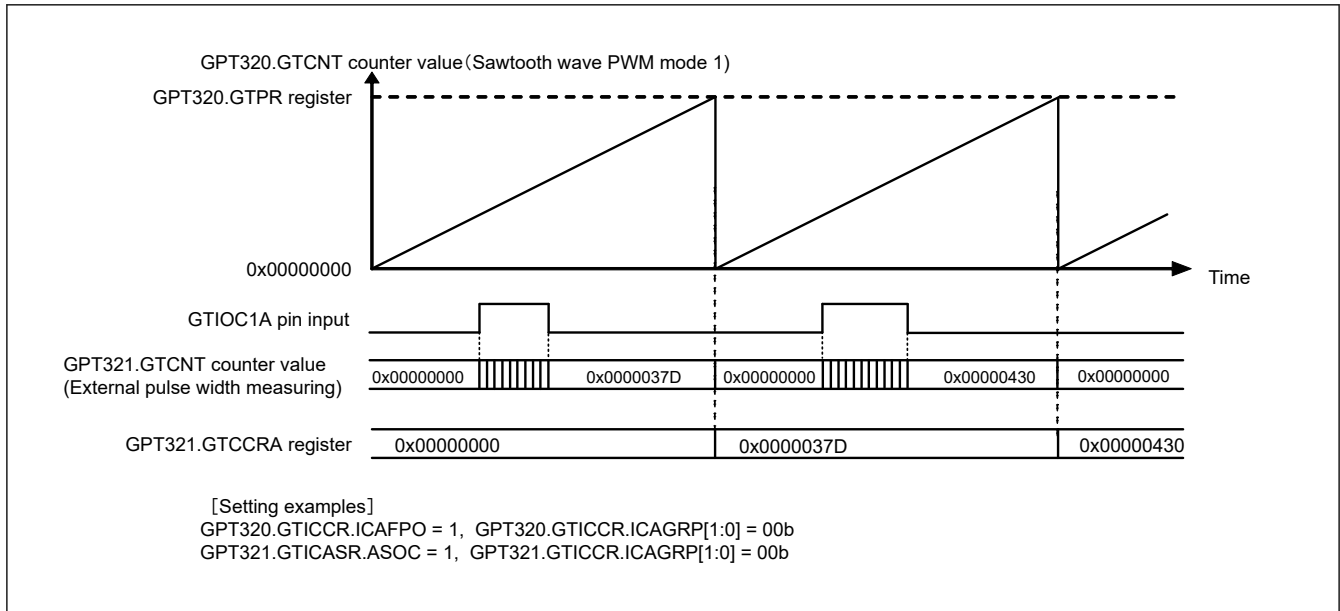 GPT320.GTCNT counter value（Sawtooth wave PWM mode 1)
GPT320.GTPR register
0x00000000
Time
GTIOC1A pin input
GPT321.GTCNT counter value
(External pulse width measuring)
0x00000000 0x0000037D 0x00000000 0x00000430 0x00000000
GPT321.GTCCRA register 0x00000000 0x0000037D 0x00000430
［Setting examples］
GPT320.GTICCR.ICAFPO = 1, GPT320.GTICCR.ICAGRP[1:0] = 00b
GPT321.GTICASR.ASOC = 1, GPT321.GTICCR.ICAGRP[1:0] = 00b